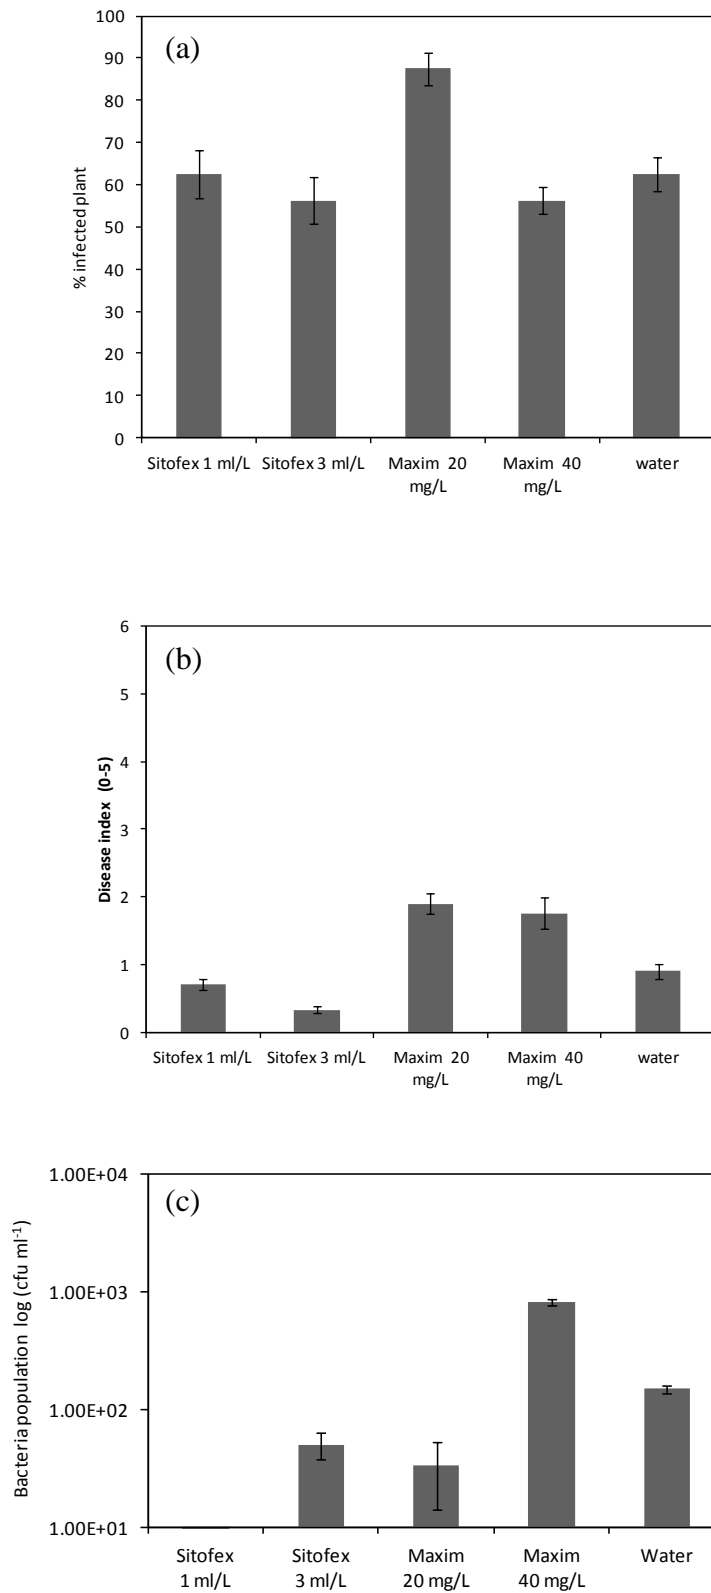 100
90
80
70
60
50
40
30
20
10
0
% infected plant
(a)
Sitofex 1 ml/L Sitofex 3 ml/L Maxim 20 mg/L Maxim 40 mg/L water
6
5
4
3
2
1
0
Disease index (0-5)
(b)
Sitofex 1 ml/L Sitofex 3 ml/L Maxim 20 mg/L Maxim 40 mg/L water
1.00E+04
1.00E+03
1.00E+02
1.00E+01
Bacteria population log (cfu ml⁻¹)
(c)
Sitofex 1 ml/L Sitofex 3 ml/L Maxim 20 mg/L Maxim 40 mg/L Water